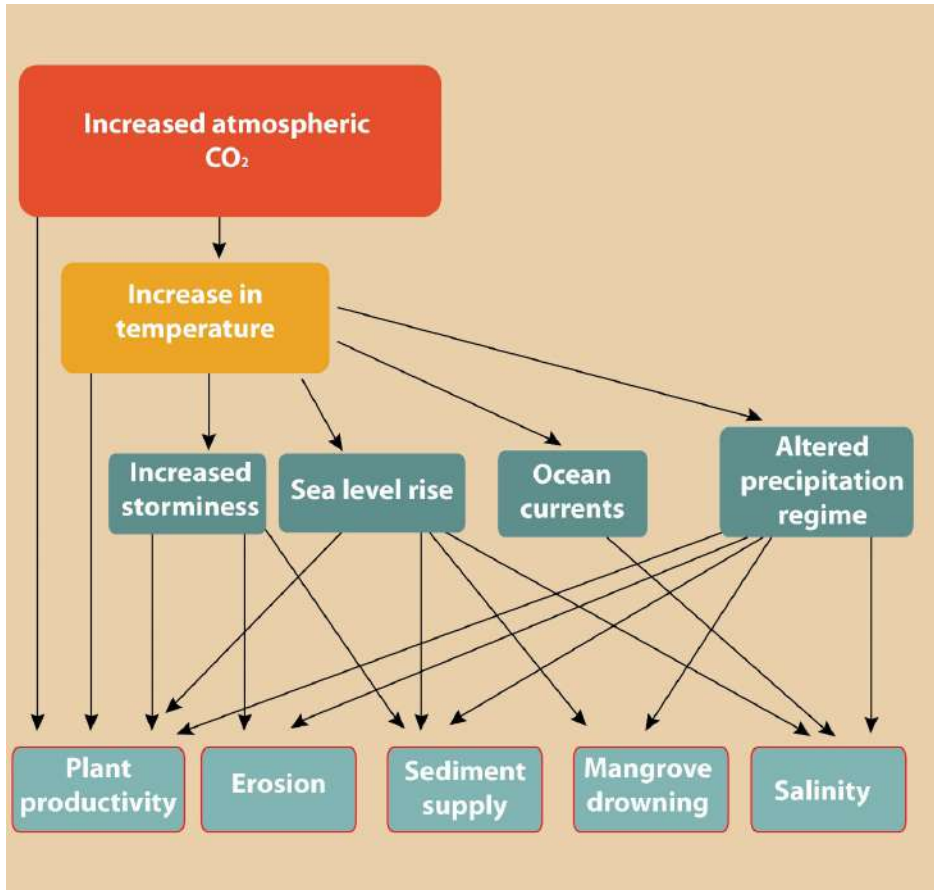 Increased atmospheric
CO₂
Increase in
temperature
Increased
storminess
Sea level rise
Ocean
currents
Altered
precipitation
regime
Plant
productivity
Erosion
Sediment
supply
Mangrove
drowning
Salinity